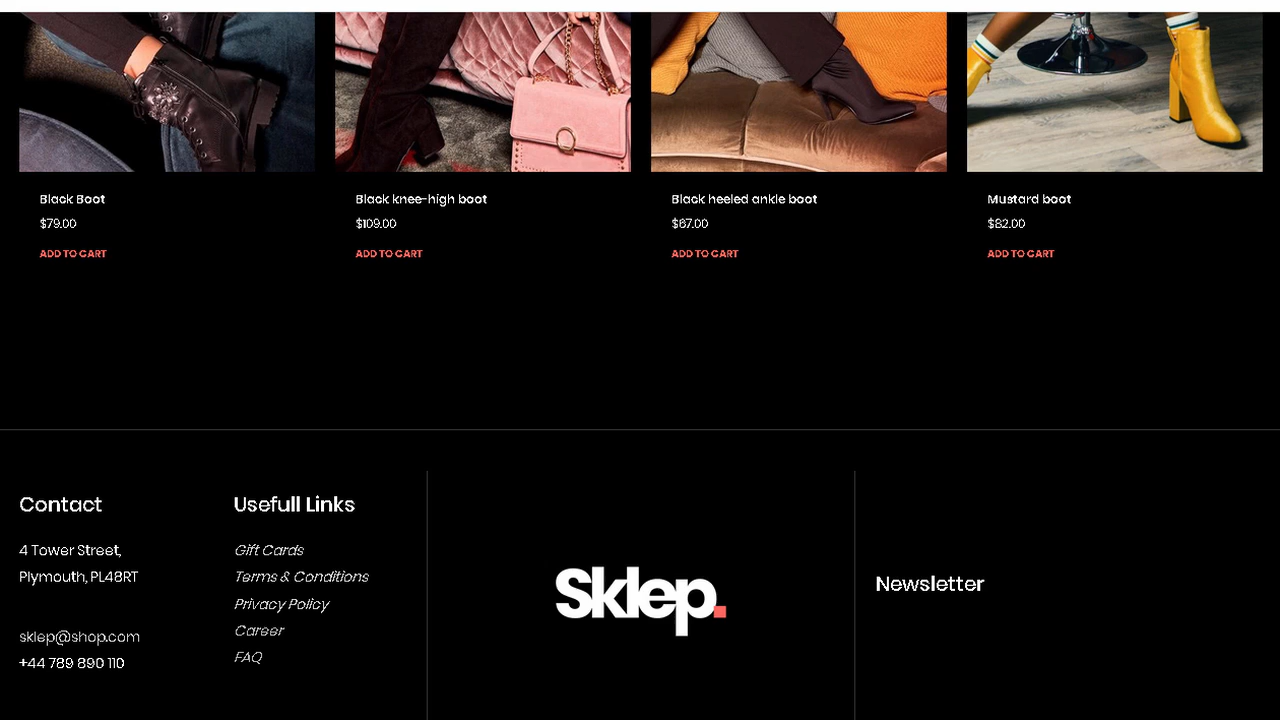 Black Boot
$79.00
ADD TO CART
Black knee-high boot
$109.00
ADD TO CART
Black heeled ankle boot
$67.00
ADD TO CART
Mustard boot
$82.00
ADD TO CART
Contact
4 Tower Street,
Plymouth, PL48RT
sklep@shop.com
+44 789 890 110
Usefull Links
Gift Cards
Terms & Conditions
Privacy Policy
Career
FAQ
Sklep.
Newsletter